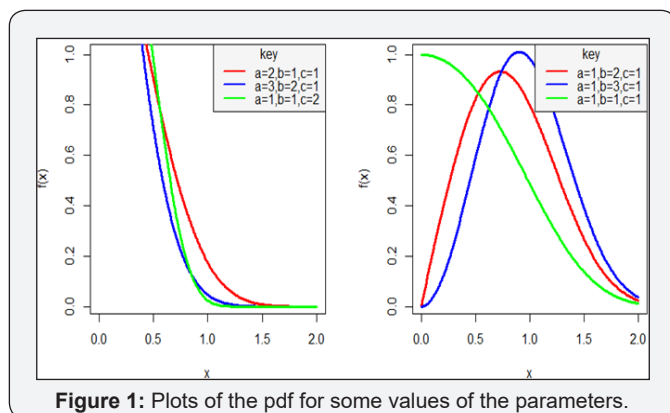 key
a=2,b=1,c=1
a=3,b=2,c=1
a=1,b=1,c=2
f(x)
0.0 0.2 0.4 0.6 0.8 1.0
0.0 0.5 1.0 1.5 2.0
x
key
a=1,b=2,c=1
a=1,b=3,c=1
a=1,b=1,c=1
f(x)
0.0 0.2 0.4 0.6 0.8 1.0
0.0 0.5 1.0 1.5 2.0
x
Figure 1: Plots of the pdf for some values of the parameters.